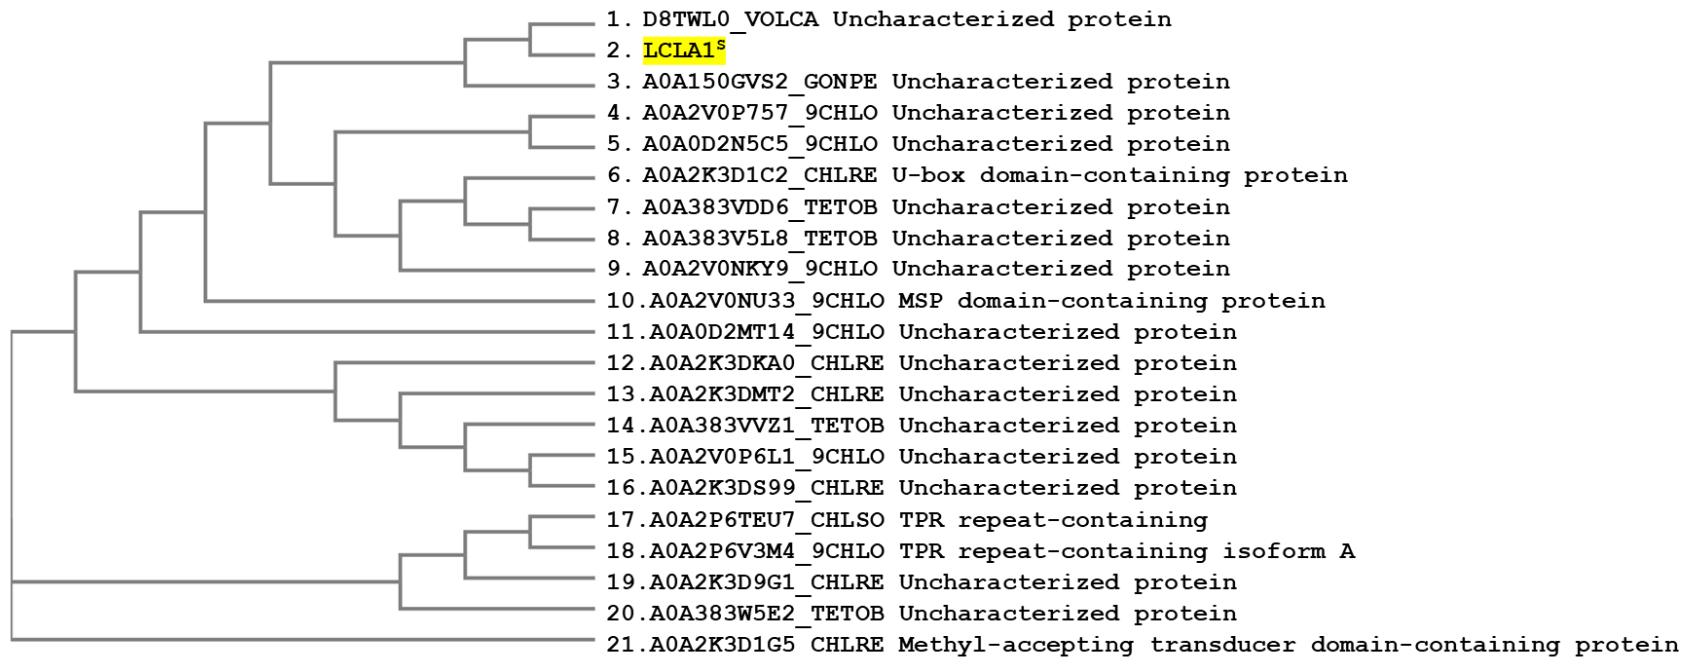 1. D8TWL0_VOLCA Uncharacterized protein
2. LCLA1ˢ
3. A0A150GVS2_GONPE Uncharacterized protein
4. A0A2V0P757_9CHLO Uncharacterized protein
5. A0A0D2N5C5_9CHLO Uncharacterized protein
6. A0A2K3D1C2_CHLRE U-box domain-containing protein
7. A0A383VDD6_TETOB Uncharacterized protein
8. A0A383V5L8_TETOB Uncharacterized protein
9. A0A2V0NKY9_9CHLO Uncharacterized protein
10.A0A2V0NU33_9CHLO MSP domain-containing protein
11.A0A0D2MT14_9CHLO Uncharacterized protein
12.A0A2K3DKA0_CHLRE Uncharacterized protein
13.A0A2K3DMT2_CHLRE Uncharacterized protein
14.A0A383VVZ1_TETOB Uncharacterized protein
15.A0A2V0P6L1_9CHLO Uncharacterized protein
16.A0A2K3DS99_CHLRE Uncharacterized protein
17.A0A2P6TEU7_CHLSO TPR repeat-containing
18.A0A2P6V3M4_9CHLO TPR repeat-containing isoform A
19.A0A2K3D9G1_CHLRE Uncharacterized protein
20.A0A383W5E2_TETOB Uncharacterized protein
21.A0A2K3D1G5 CHLRE Methyl-accepting transducer domain-containing protein